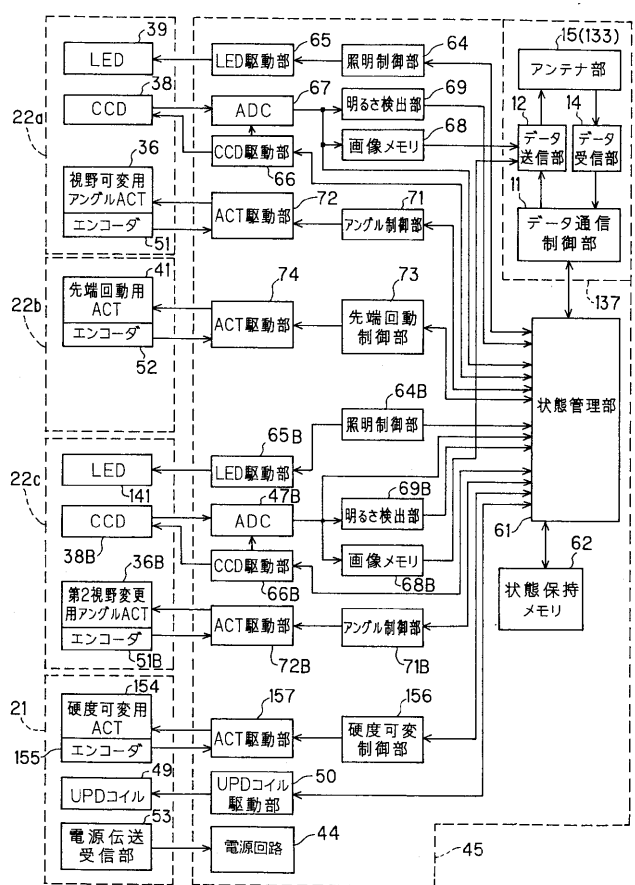 39
LED
38
CCD
22a
36
視野可変用
アングルACT
エンコーダ
51
41
先端回動用
ACT
22b
エンコーダ
52
LED
22c
141
CCD
38B
36B
第2視野変更
用アングルACT
エンコーダ
51B
154
21
硬度可変用
ACT
155
エンコーダ
49
UPDコイル
53
電源伝送
受信部
65
LED駆動部
67
ADC
CCD駆動部
66
72
ACT駆動部
74
ACT駆動部
65B
LED駆動部
47B
ADC
CCD駆動部
66B
ACT駆動部
72B
157
ACT駆動部
50
UPDコイル
駆動部
44
電源回路
64
照明制御部
69
明るさ検出部
68
画像メモリ
71
アングル制御部
73
先端回動
制御部
64B
照明制御部
69B
明るさ検出部
画像メモリ
68B
アングル制御部
71B
156
硬度可変
制御部
15(133)
アンテナ部
12
14
データ
送信部
データ
受信部
11
データ通信
制御部
137
状態管理部
61
62
状態保持
メモリ
45